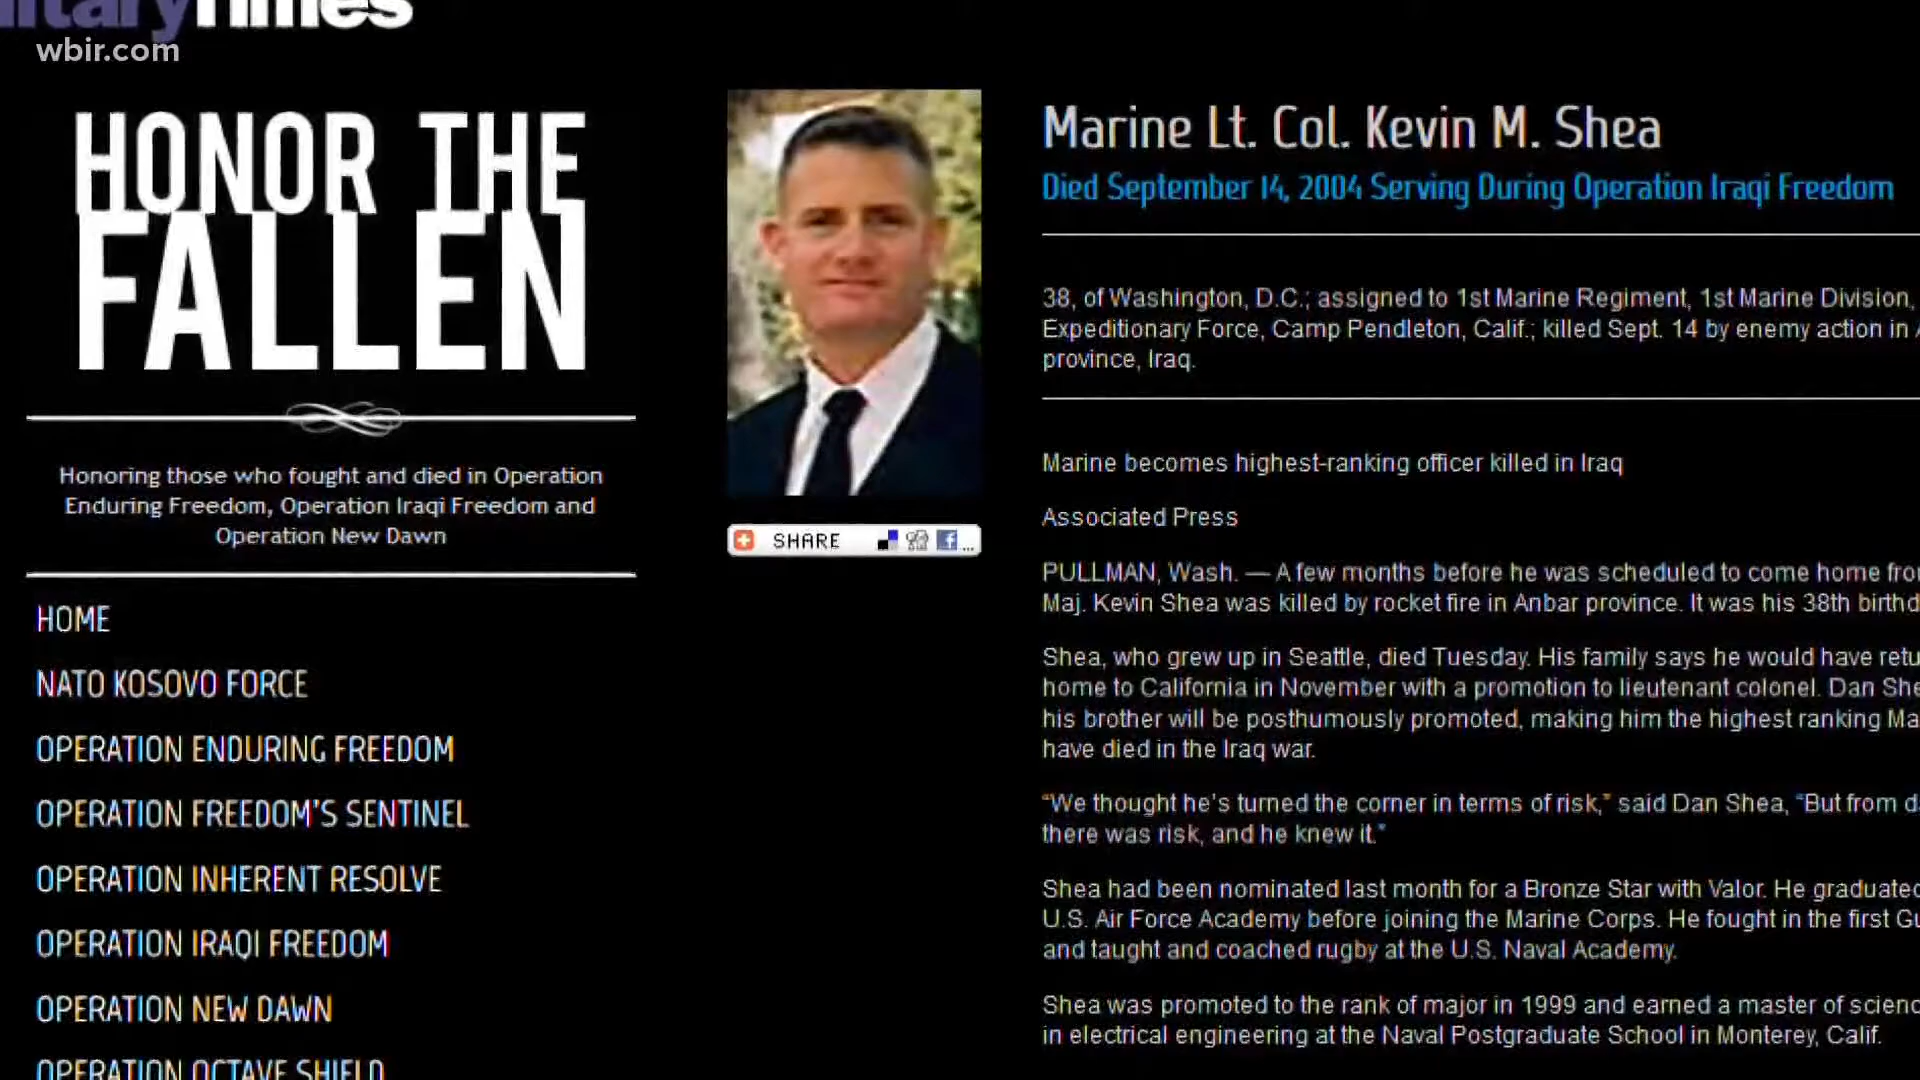 Times
wbir.com
HONOR THE
FALLEN
Honoring those who fought and died in Operation
Enduring Freedom, Operation Iraqi Freedom and
Operation New Dawn
HOME
NATO KOSOVO FORCE
OPERATION ENDURING FREEDOM
OPERATION FREEDOM'S SENTINEL
OPERATION INHERENT RESOLVE
OPERATION IRAQI FREEDOM
OPERATION NEW DAWN
OPERATION OCTAVE SHIELD
SHARE
...
Marine Lt. Col. Kevin M. Shea
Died September 14, 2004 Serving During Operation Iraqi Freedom
38, of Washington, D.C.; assigned to 1st Marine Regiment, 1st Marine Division,
Expeditionary Force, Camp Pendleton, Calif.; killed Sept. 14 by enemy action in
province, Iraq.
Marine becomes highest-ranking officer killed in Iraq
Associated Press
PULLMAN, Wash. — A few months before he was scheduled to come home
Maj. Kevin Shea was killed by rocket fire in Anbar province. It was his 38th
Shea, who grew up in Seattle, died Tuesday. His family says he would have
home to California in November with a promotion to lieutenant colonel. Dan
his brother will be posthumously promoted, making him the highest ranking
have died in the Iraq war.
“We thought he’s turned the corner in terms of risk,” said Dan Shea, “But from
there was risk, and he knew it.”
Shea had been nominated last month for a Bronze Star with Valor. He graduated
U.S. Air Force Academy before joining the Marine Corps. He fought in the first
and taught and coached rugby at the U.S. Naval Academy.
Shea was promoted to the rank of major in 1999 and earned a master of
in electrical engineering at the Naval Postgraduate School in Monterey, Calif.